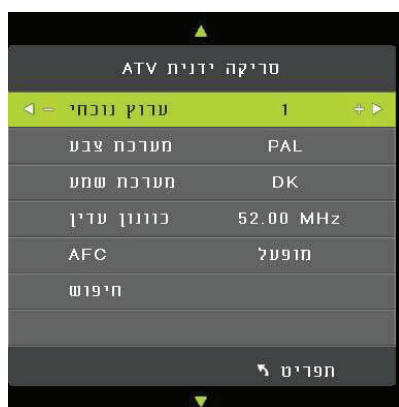 סריקה ידנית ATV
ערוץ נוכחי 1
מערכת צבע PAL
מערכת שמע DK
כוונון עדין 52.00 MHz
AFC מופעל
חיפוש
תפריט